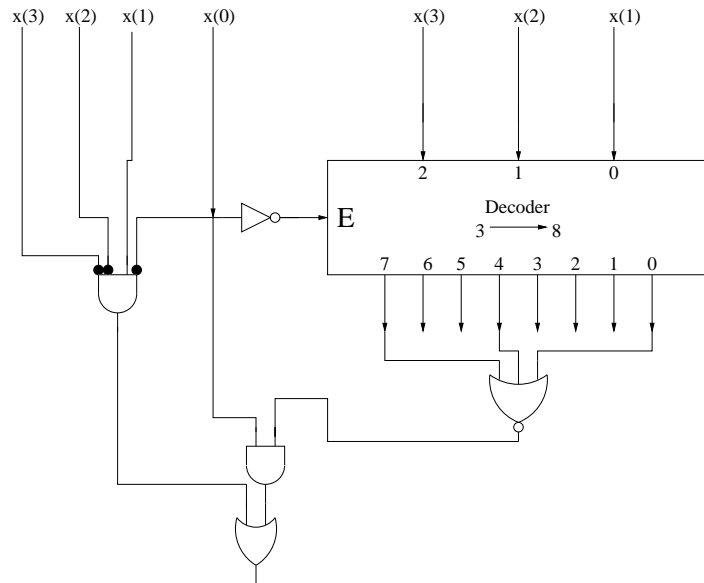 x(3) x(2) x(1) x(0) x(3) x(2) x(1)
2 1 0
E
Decoder
3 8
7 6 5 4 3 2 1 0